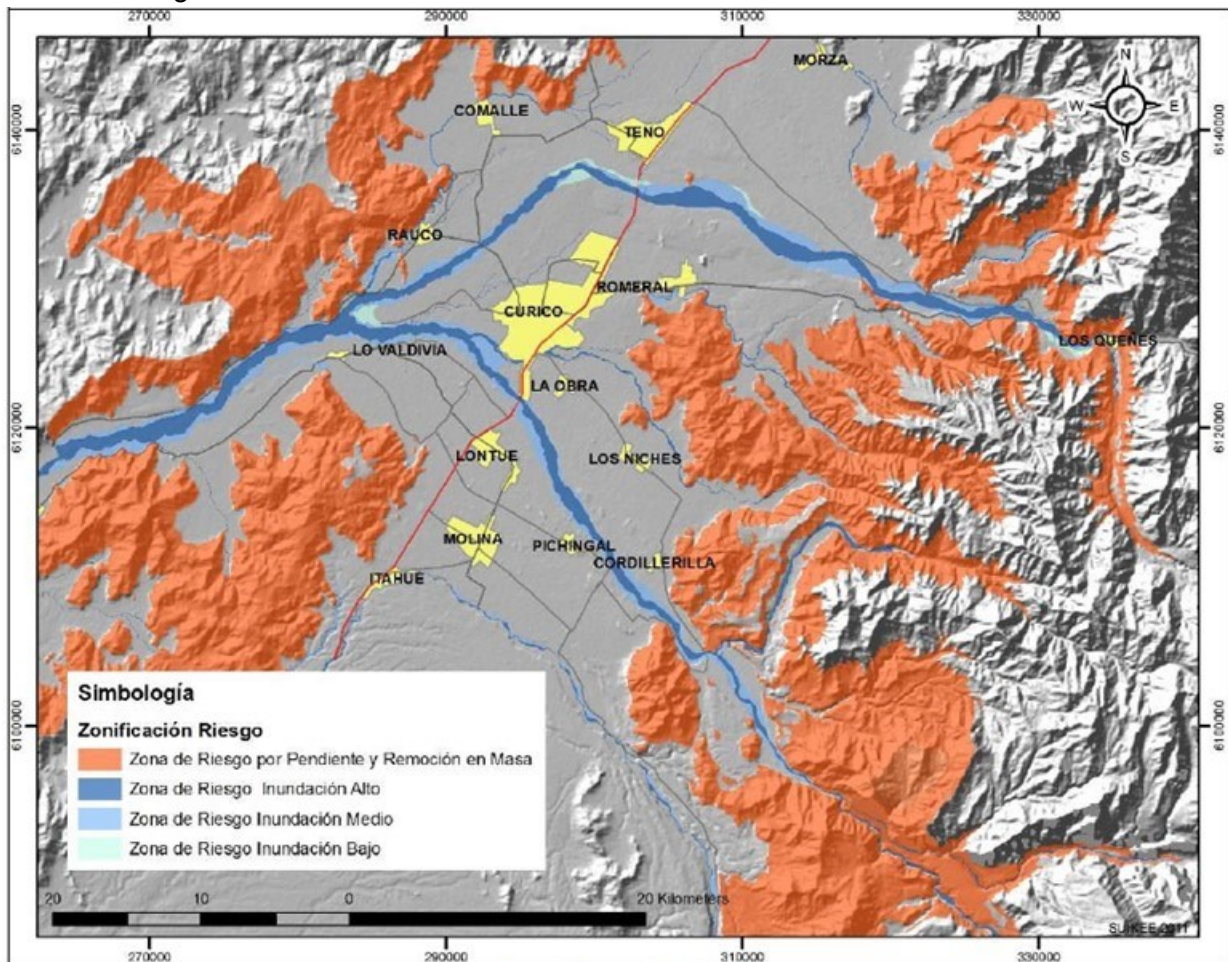 270000
290000
310000
330000
MORZA
N
W
E
S
COMALLE
TENO
6140000
6140000
RAUCO
ROMERAL
CURICO
LOS QUEÑES
LO VALDIVIA
LA OBRA
6120000
6120000
LONTUE
LOS NICHES
MOLINA
PICHINGAL
CORDILLERILLA
ITAHUE
6100000
Simbología
Zonificación Riesgo
Zona de Riesgo por Pendiente y Remoción en Masa
Zona de Riesgo Inundación Alto
Zona de Riesgo Inundación Medio
Zona de Riesgo Inundación Bajo
20
10
0
20 Kilometers
270000
290000
310000
330000